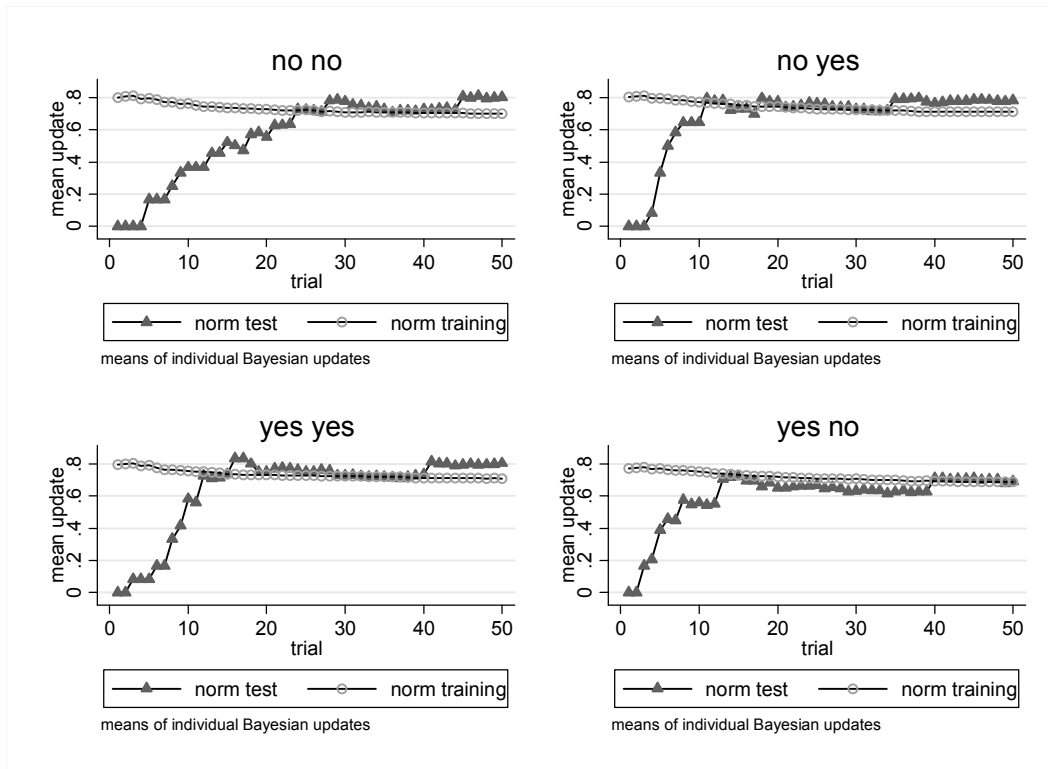 no no
mean update
0 .2 .4 .6 .8
0 10 20 30 40 50
trial
norm test norm training
means of individual Bayesian updates
no yes
mean update
0 .2 .4 .6 .8
0 10 20 30 40 50
trial
norm test norm training
means of individual Bayesian updates
yes yes
mean update
0 .2 .4 .6 .8
0 10 20 30 40 50
trial
norm test norm training
means of individual Bayesian updates
yes no
mean update
0 .2 .4 .6 .8
0 10 20 30 40 50
trial
norm test norm training
means of individual Bayesian updates